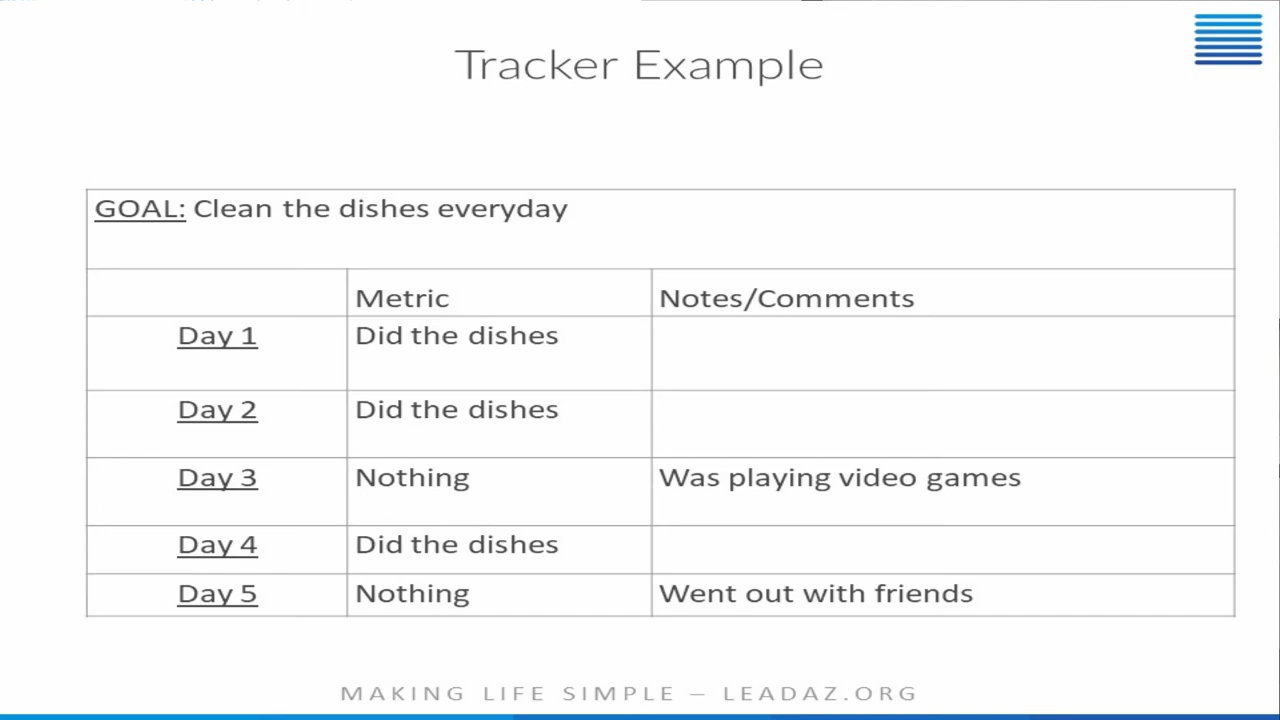 Tracker Example
GOAL: Clean the dishes everyday
Metric Notes/Comments
Day 1 Did the dishes
Day 2 Did the dishes
Day 3 Nothing Was playing video games
Day 4 Did the dishes
Day 5 Nothing Went out with friends
MAKING LIFE SIMPLE – LEADAZ.ORG